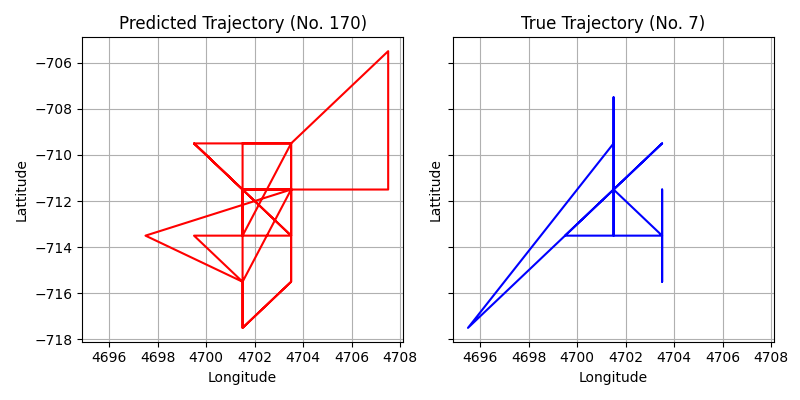 Predicted Trajectory (No. 170)
True Trajectory (No. 7)
Lattitude
−706
−708
−710
−712
−714
−716
−718
4696 4698 4700 4702 4704 4706 4708
Longitude
Lattitude
4696 4698 4700 4702 4704 4706 4708
Longitude